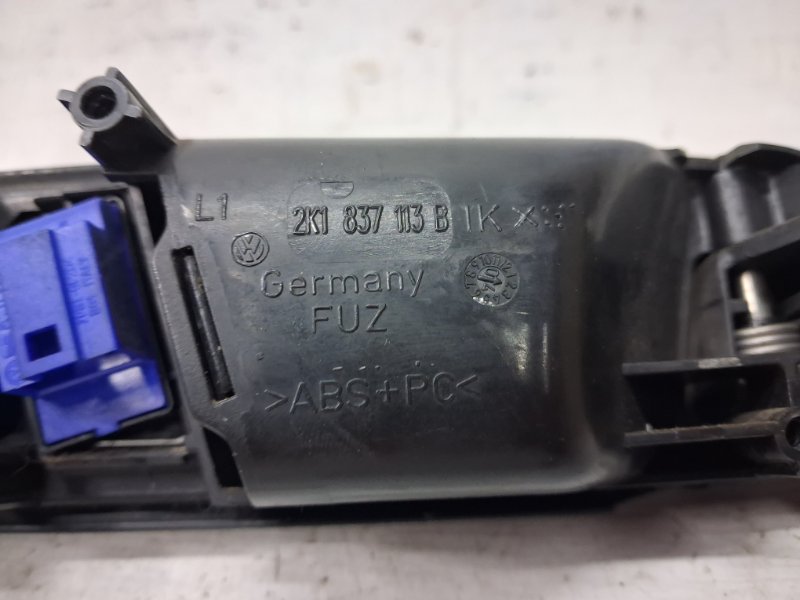 L1
2K1 837 113 B 1K
Germany
FUZ
>ABS+PC<